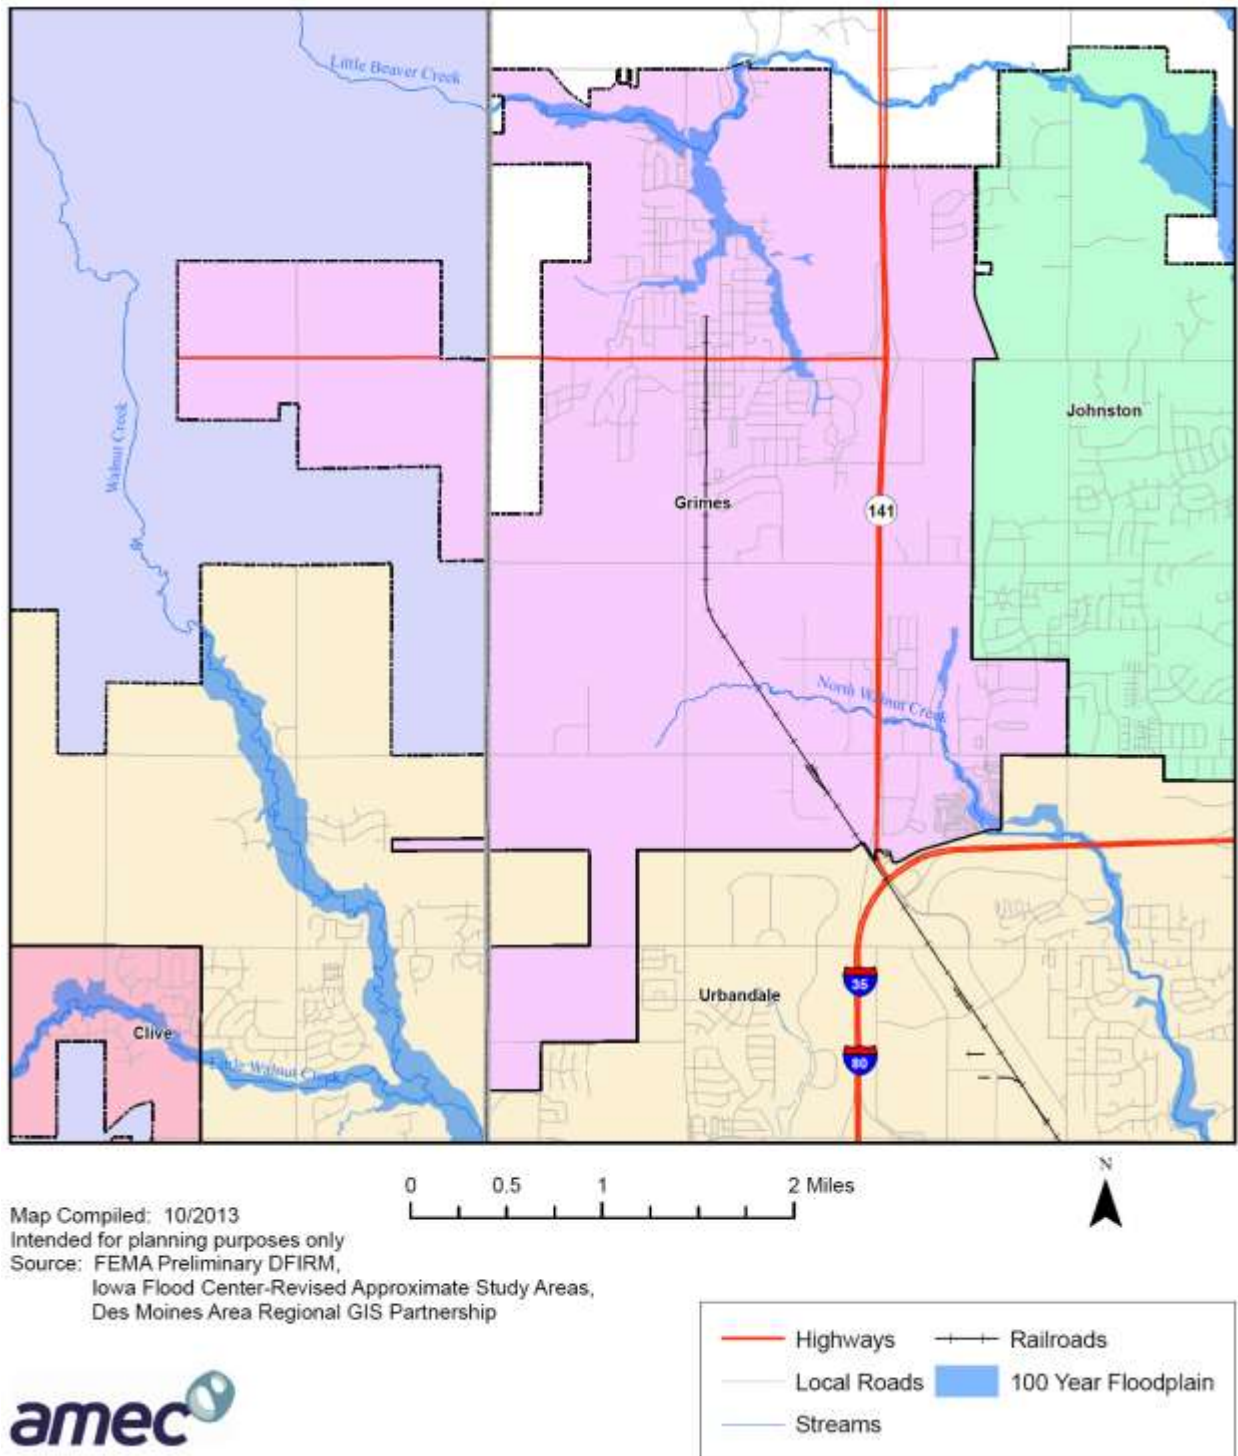 Little Beaver Creek
Walnut Creek
Johnston
Grimes
141
North Walnut Creek
35
Urbandale
80
Clive
Little Walnut Creek
N
0 0.5 1 2 Miles
Map Compiled: 10/2013
Intended for planning purposes only
Source: FEMA Preliminary DFIRM,
Iowa Flood Center-Revised Approximate Study Areas,
Des Moines Area Regional GIS Partnership
Highways
Railroads
Local Roads
100 Year Floodplain
Streams
amec